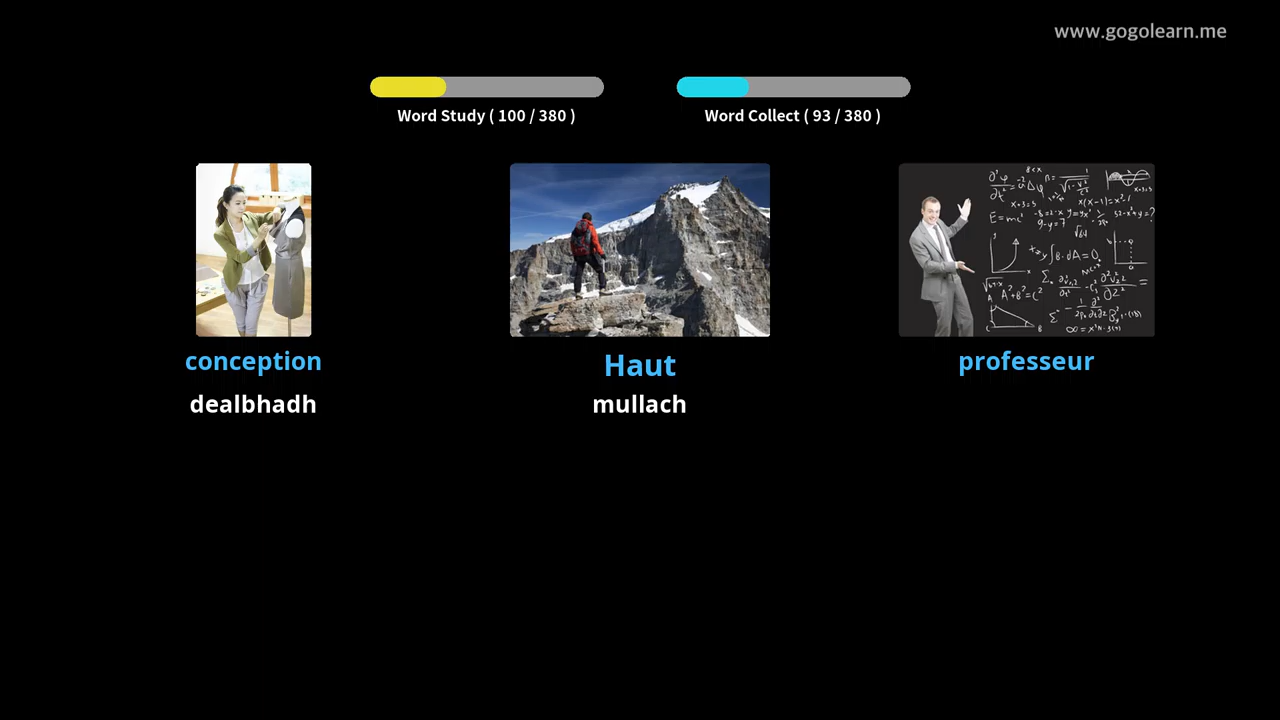 www.gogolearn.me
Word Study ( 100 / 380 )
Word Collect ( 93 / 380 )
conception
Haut
professeur
dealbhadh
mullach